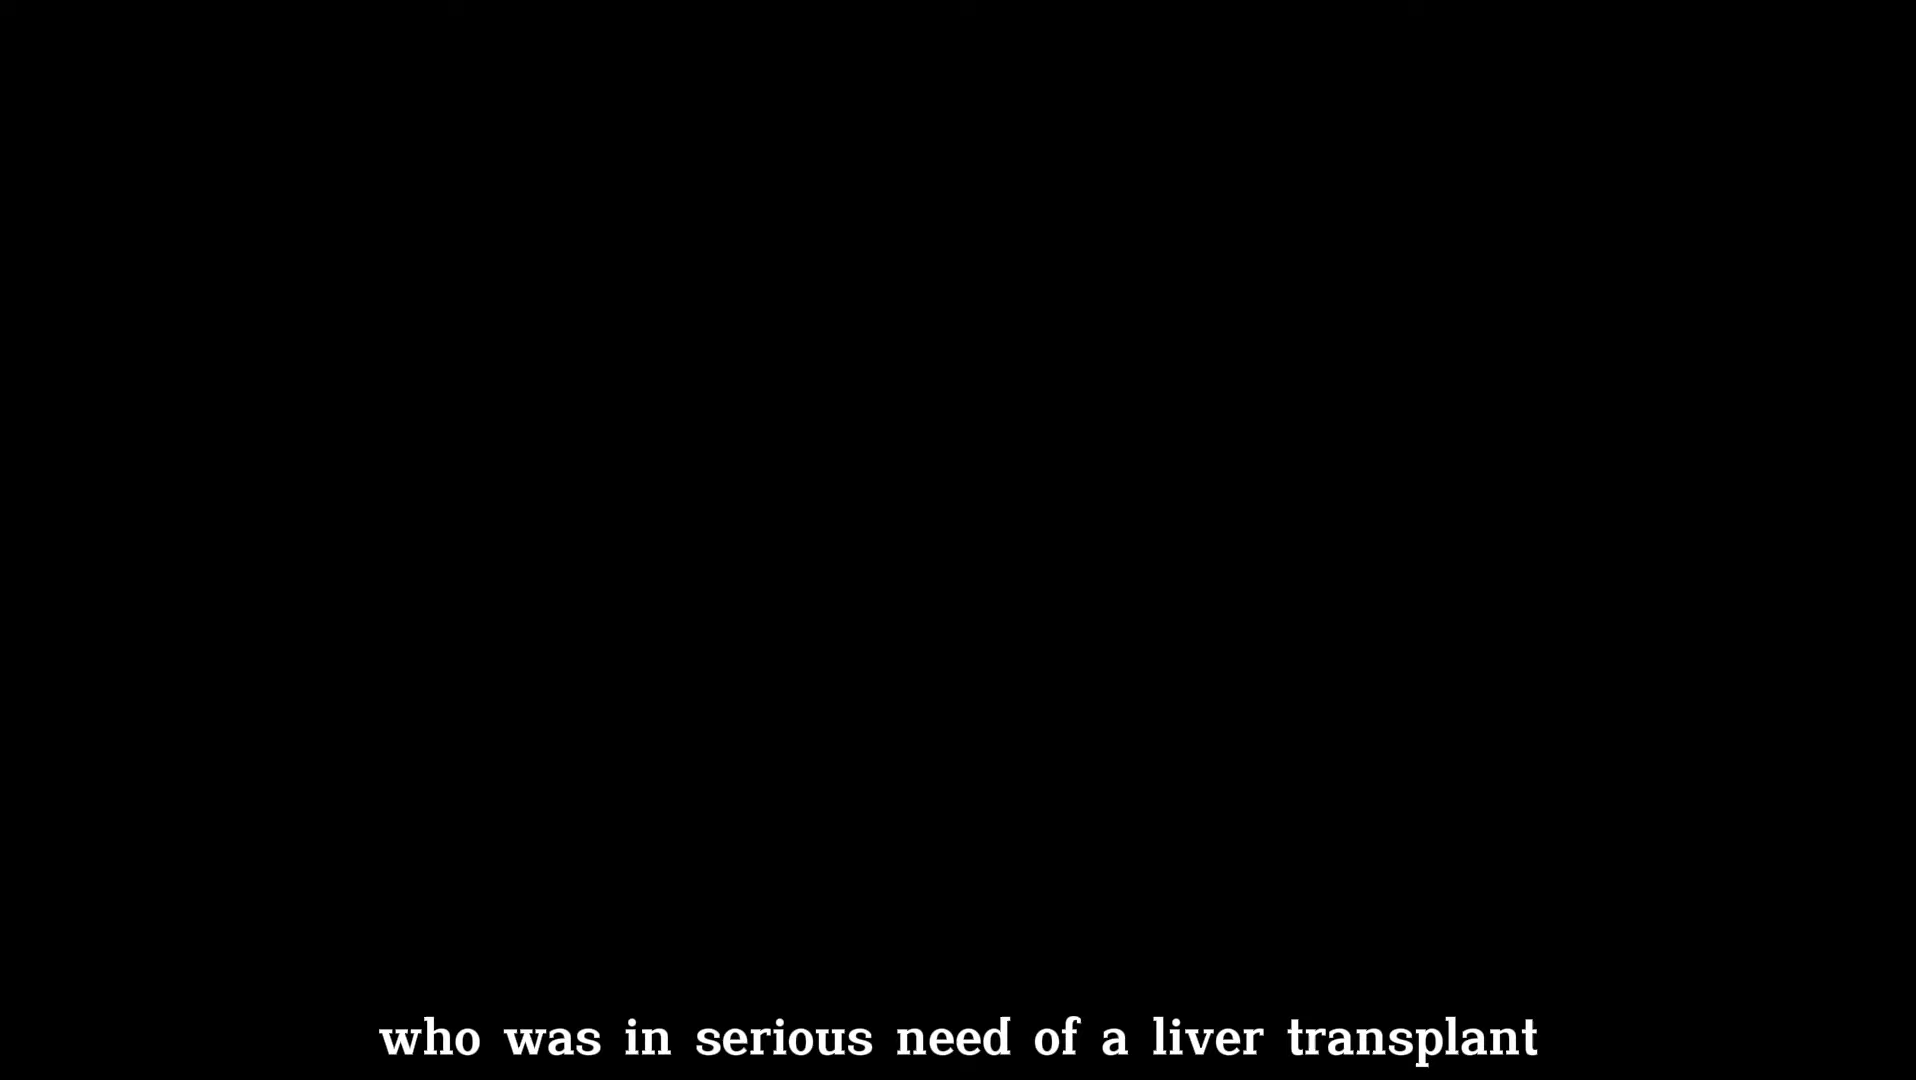 who was in serious need of a liver transplant